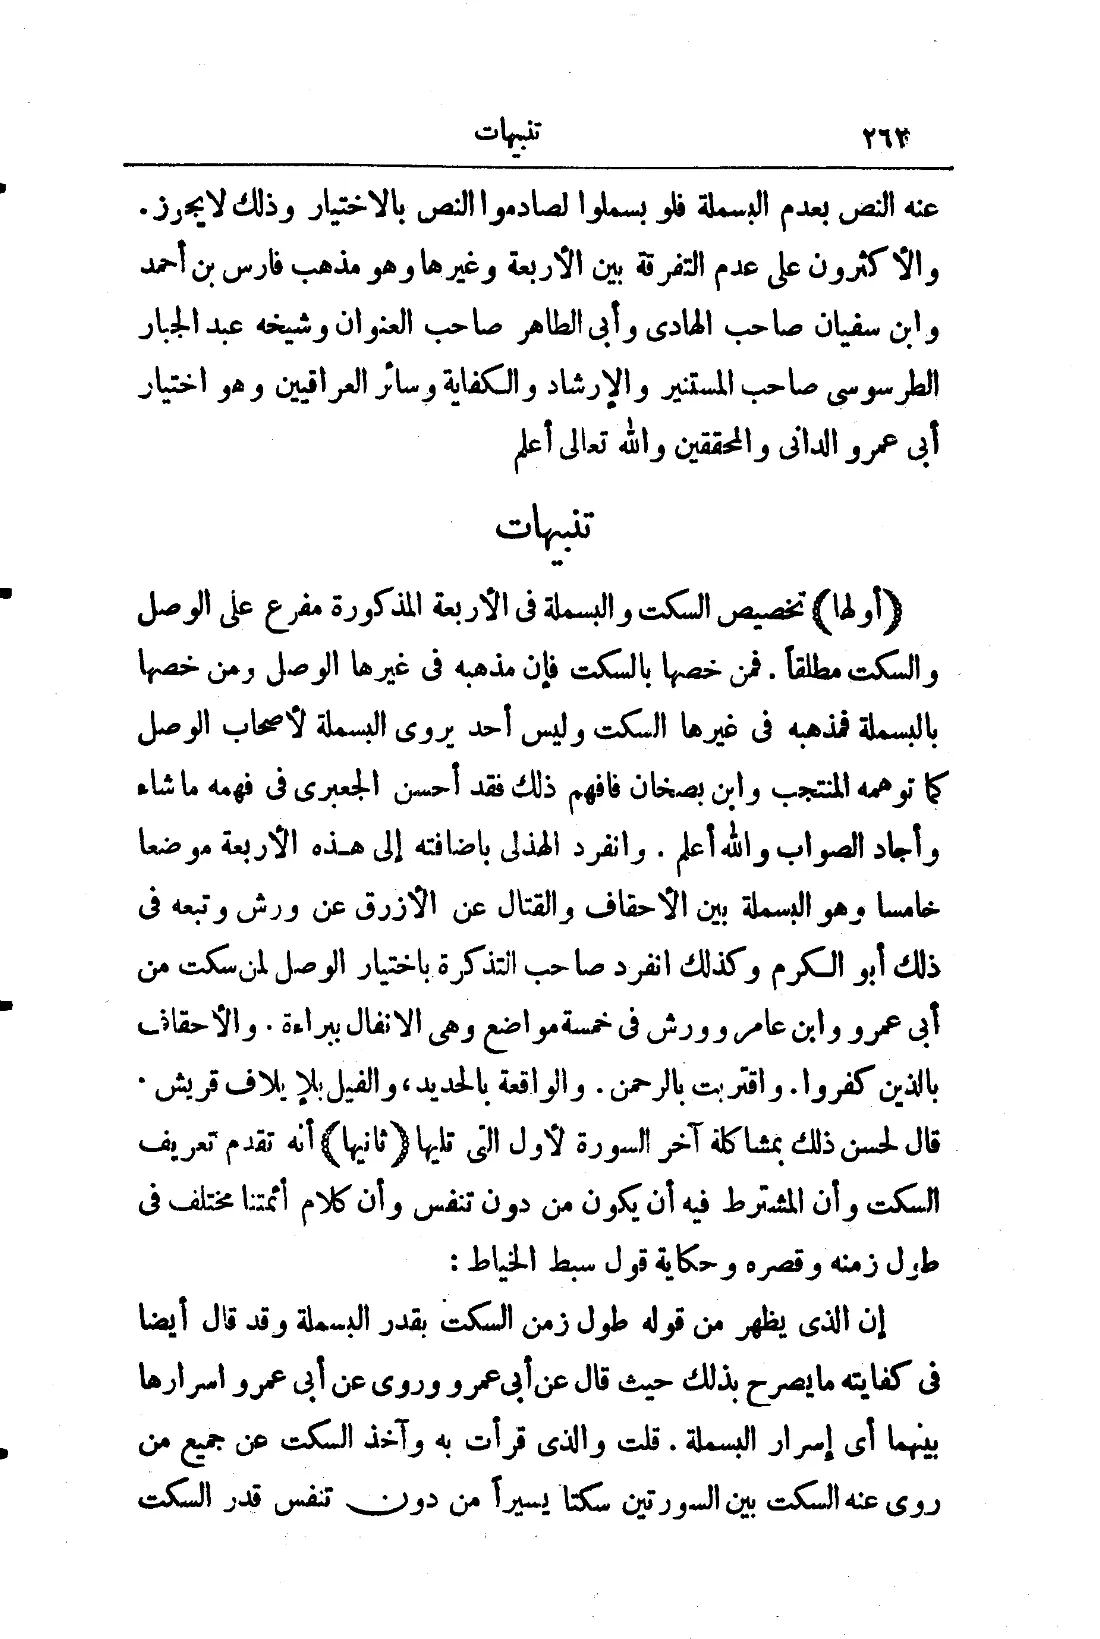 ٢٦٢ تنبيهات
عنه النص بعدم البسملة فلو بسملوا لصادموا النص بالاختيار وذلك لايجوز.
والأكثرون على عدم التفرقة بين الأربعة وغيرها وهو مذهب فارس بن أحمد
وابن سفيان صاحب الهادى وأبى الطاهر صاحب العنوان وشيخه عبد الجبار
الطرسوسى صاحب المستنير والإرشاد والكفاية وسائر العراقيين وهو اختيار
أبى عمرو الدانى والمحققين والله تعالى أعلم
تنبيهات
(أولها) تخصيص السكت والبسملة فى الأربعة المذكورة مفرع على الوصل
والسكت مطلقاً. فمن خصها بالسكت فإن مذهبه فى غيرها الوصل ومن خصها
بالبسملة فمذهبه فى غيرها السكت وليس أحد يروى البسملة لأصحاب الوصل
كما توهمه المنتجب وابن بصخان فافهم ذلك فقد أحسن الجعبرى فى فهمه ماشاء
وأجاد الصواب والله أعلم. وانفرد الهذلى باضافته إلى هذه الأربعة موضعا
خامسا وهو البسملة بين الأحقاف والقتال عن الأزرق عن ورش وتبعه فى
ذلك أبو الكرم وكذلك انفرد صاحب التذكرة باختيار الوصل لمن سكت من
أبى عمرو وابن عامر وورش فى خمسة مواضع وهى الانفال ببراءة. والأحقاف
بالذين كفروا. واقتربت بالرحمن. والواقعة بالحديد، والفيل بلإيلاف قريش.
قال لحسن ذلك بمشاكلة آخر السورة لأول التى تليها (ثانيها) أنه تقدم تعريف
السكت وأن المشترط فيه أن يكون من دون تنفس وأن كلام أئمتنا مختلف فى
طول زمنه وقصره وحكاية قول سبط الخياط:
إن الذى يظهر من قوله طول زمن السكت بقدر البسملة وقد قال أيضا
فى كفايته مايصرح بذلك حيث قال عن أبى عمرو وروى عن أبى عمرو اسرارها
بينهما أى إسرار البسملة. قلت والذى قرأت به وآخذ السكت عن جميع من
روى عنه السكت بين السورتين سكتا يسيراً من دون تنفس قدر السكت